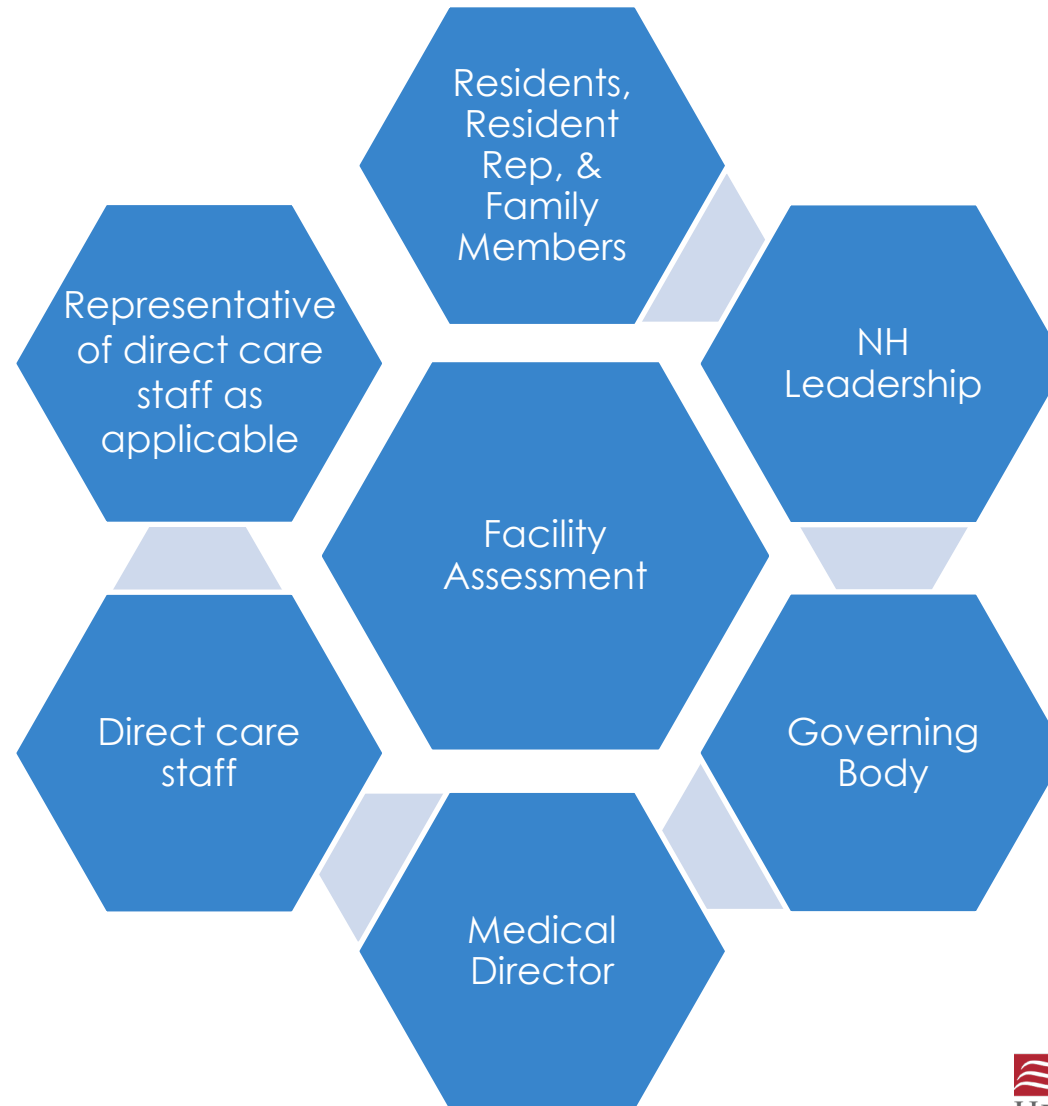 Residents,
Resident
Rep, &
Family
Members
Representative
of direct care
staff as
applicable
NH
Leadership
Facility
Assessment
Direct care
staff
Governing
Body
Medical
Director